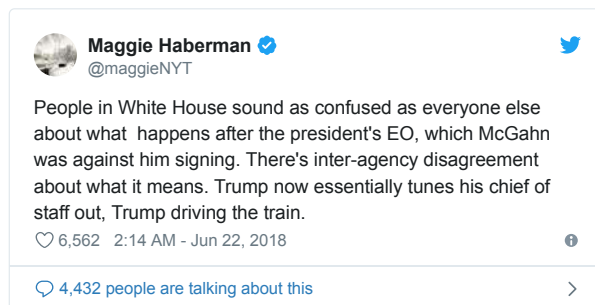 Maggie Haberman
@maggieNYT
People in White House sound as confused as everyone else
about what  happens after the president's EO, which McGahn
was against him signing. There's inter-agency disagreement
about what it means. Trump now essentially tunes his chief of
staff out, Trump driving the train.
6,562 2:14 AM - Jun 22, 2018
4,432 people are talking about this